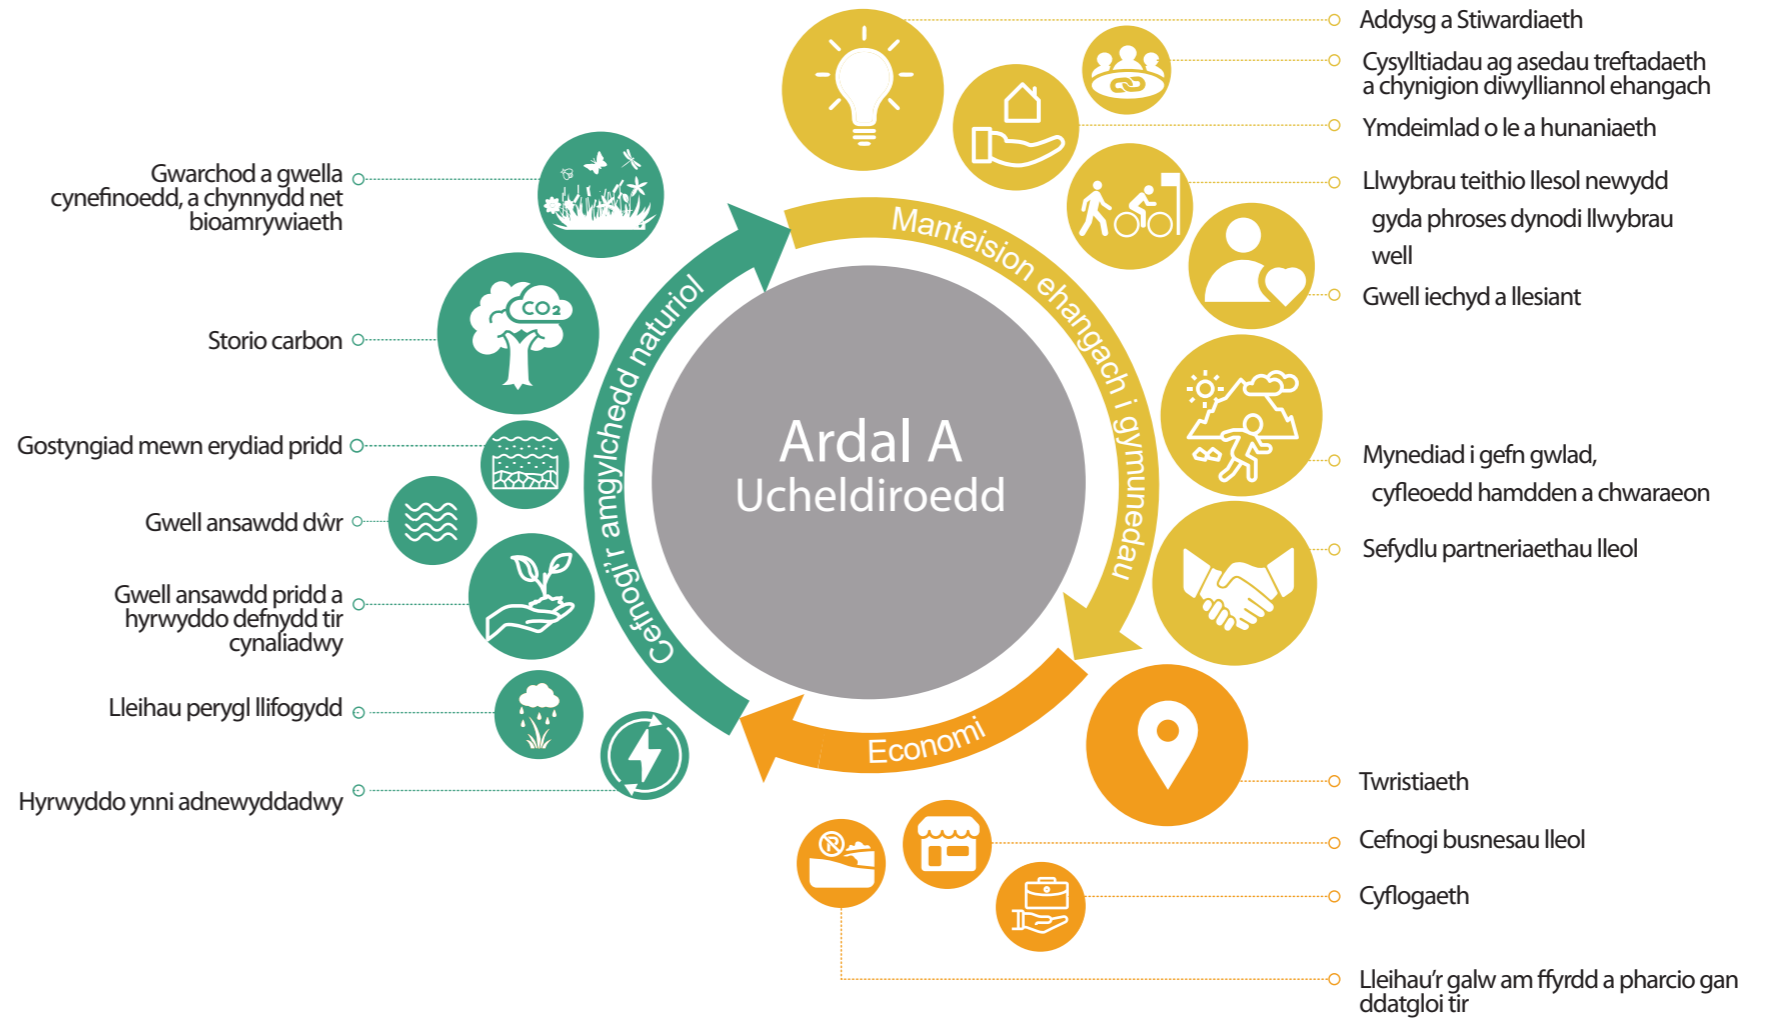 Ardal A
Ucheldiroedd
Manteision ehangach i gymunedau
Addysg a Stiwardiaeth
Cysylltiadau ag asedau treftadaeth
a chynigion diwylliannol ehangach
Ymdeimlad o le a hunaniaeth
Llwybrau teithio llesol newydd
gyda phroses dynodi llwybrau
well
Gwell iechyd a llesiant
Mynediad i gefn gwlad,
cyfleoedd hamdden a chwaraeon
Sefydlu partneriaethau lleol
Economi
Twristiaeth
Cefnogi busnesau lleol
Cyflogaeth
Lleihau'r galw am ffyrdd a pharcio gan
ddatgloi tir
Cefnogi'r amgylchedd naturiol
Gwarchod a gwella
cynefinoedd, a chynnydd net
bioamrywiaeth
CO2
Storio carbon
Gostyngiad mewn erydiad pridd
Gwell ansawdd dŵr
Gwell ansawdd pridd a
hyrwyddo defnydd tir
cynaliadwy
Lleihau perygl llifogydd
Hyrwyddo ynni adnewyddadwy